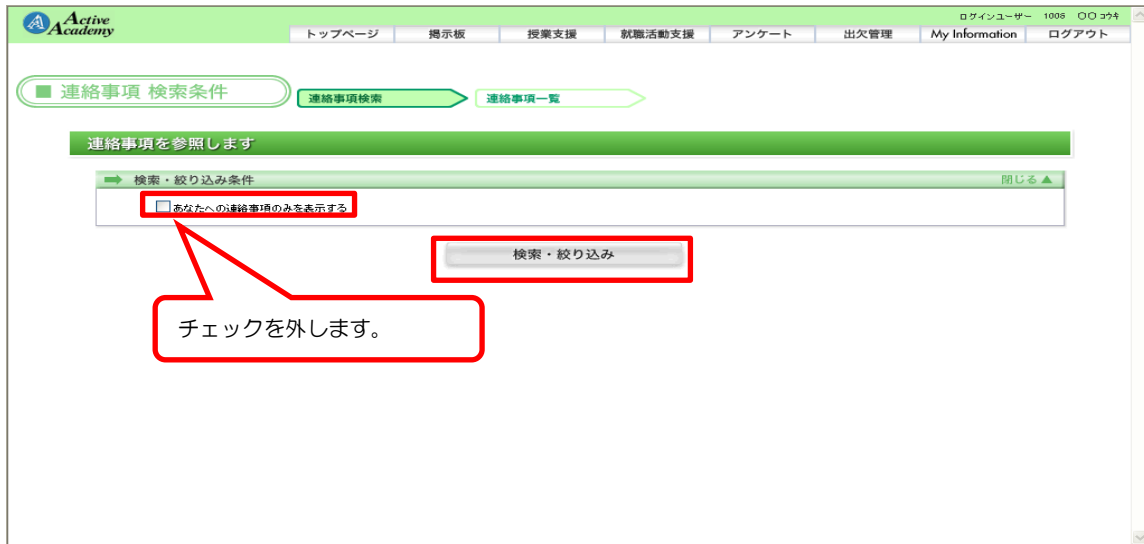 ログインユーザー 1006 〇〇コウキ
Active
Academy
トップページ 掲示板 授業支援 就職活動支援 アンケート 出欠管理 My Information ログアウト
■ 連絡事項 検索条件
連絡事項検索 連絡事項一覧
連絡事項を参照します
検索・絞り込み条件 閉じる▲
あなたへの連絡事項のみを表示する
検索・絞り込み
チェックを外します。